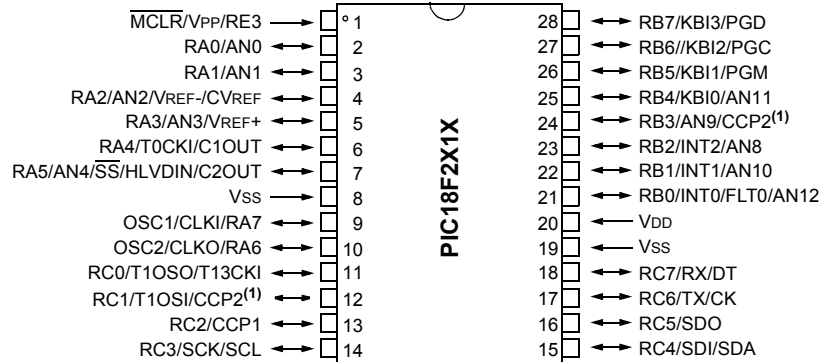 MCLR/VPP/RE3 1 28 RB7/KBI3/PGD
RA0/AN0 2 27 RB6//KBI2/PGC
RA1/AN1 3 26 RB5/KBI1/PGM
RA2/AN2/VREF-/CVREF 4 25 RB4/KBI0/AN11
RA3/AN3/VREF+ 5 24 RB3/AN9/CCP2(1)
RA4/T0CKI/C1OUT 6 23 RB2/INT2/AN8
RA5/AN4/SS/HLVDIN/C2OUT 7 22 RB1/INT1/AN10
VSS 8 21 RB0/INT0/FLT0/AN12
OSC1/CLKI/RA7 9 20 VDD
OSC2/CLKO/RA6 10 19 VSS
RC0/T1OSO/T13CKI 11 18 RC7/RX/DT
RC1/T1OSI/CCP2(1) 12 17 RC6/TX/CK
RC2/CCP1 13 16 RC5/SDO
RC3/SCK/SCL 14 15 RC4/SDI/SDA
PIC18F2X1X